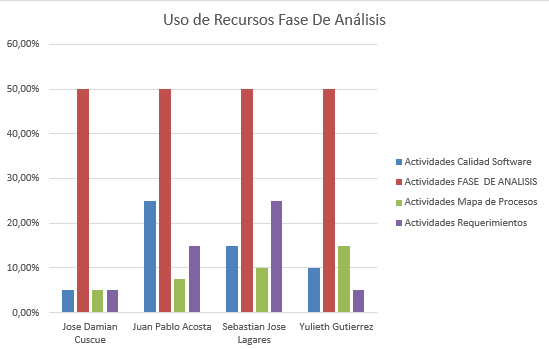 Uso de Recursos Fase De Análisis
60,00%
50,00%
40,00%
30,00%
20,00%
10,00%
0,00%
Jose Damian
Cuscue
Juan Pablo Acosta
Sebastian Jose
Lagares
Yulieth Gutierrez
Actividades Calidad Software
Actividades FASE DE ANALISIS
Actividades Mapa de Procesos
Actividades Requerimientos